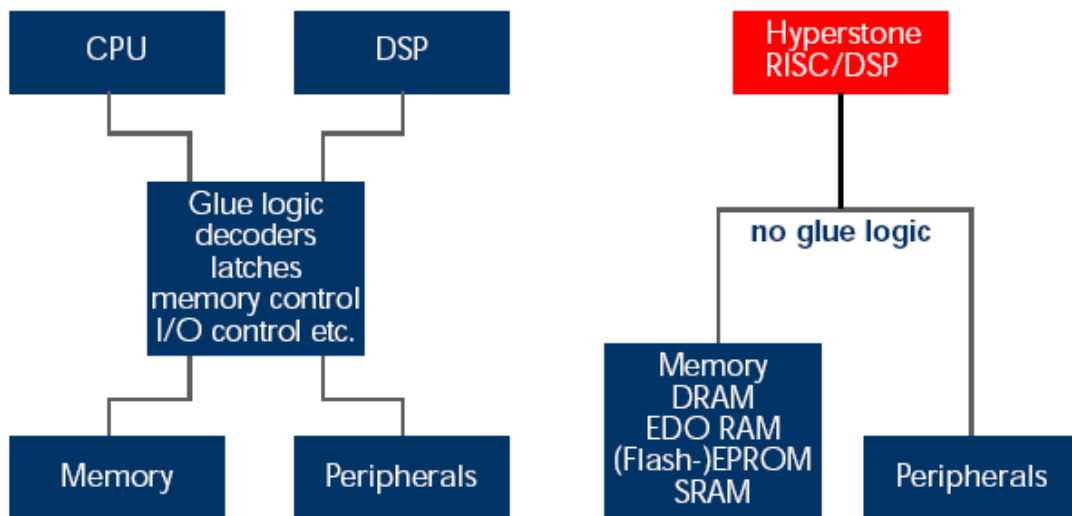 CPU
DSP
Glue logic
decoders
latches
memory control
I/O control etc.
Memory
Peripherals
Hyperstone
RISC/DSP
no glue logic
Memory
DRAM
EDO RAM
(Flash-)EPROM
SRAM
Peripherals